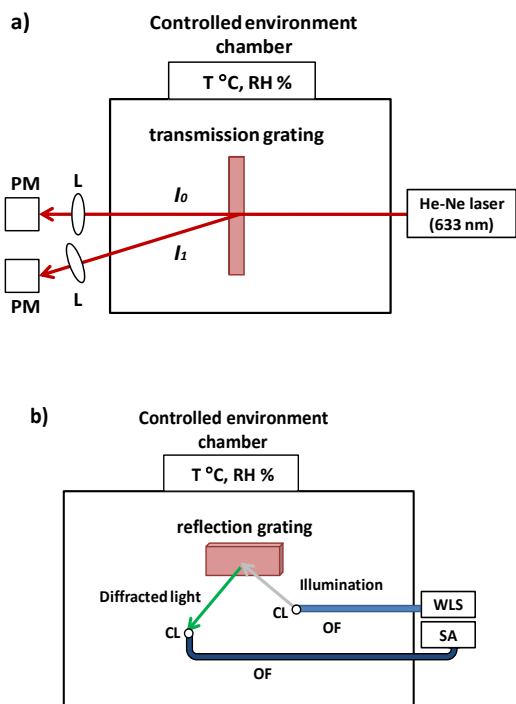 a)
Controlled environment
chamber
T °C, RH %
transmission grating
PM
L
I0
He-Ne laser
(633 nm)
I1
PM
L
b)
Controlled environment
chamber
T °C, RH %
reflection grating
Diffracted light
Illumination
CL
WLS
OF
CL
SA
OF